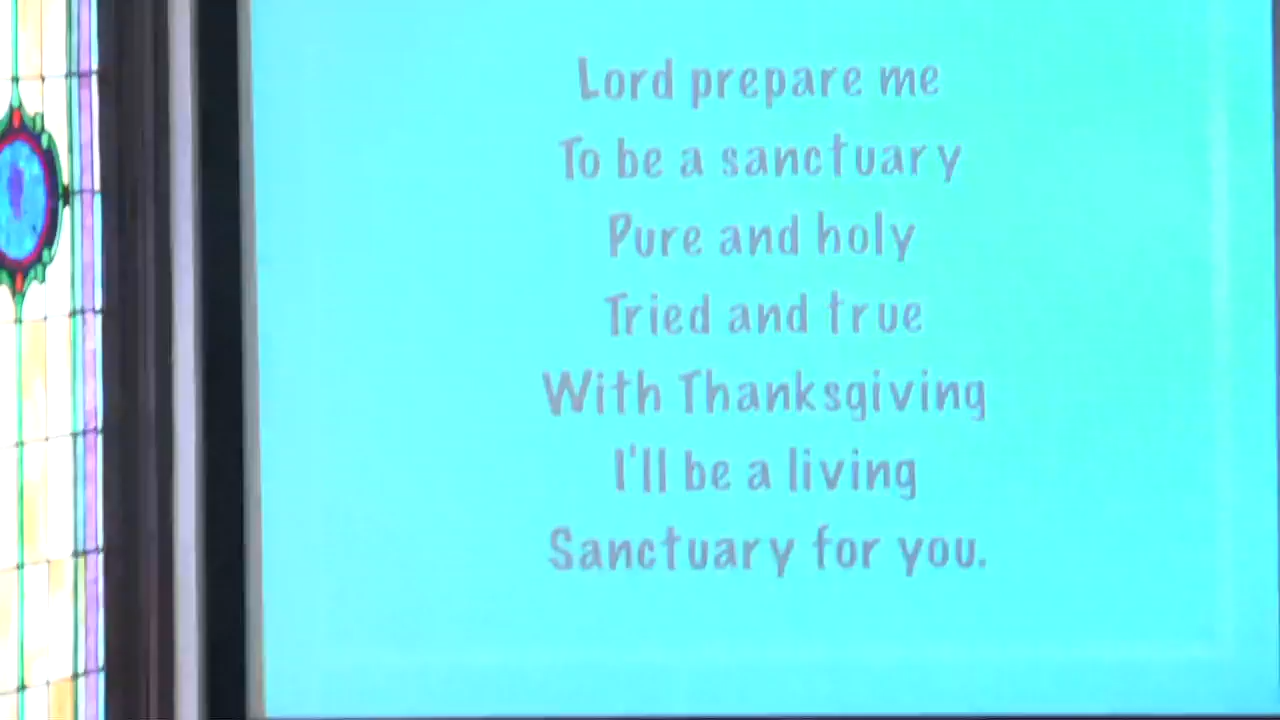 Lord prepare me
To be a sanctuary
Pure and holy
Tried and true
With Thanksgiving
I'll be a living
Sanctuary for you.